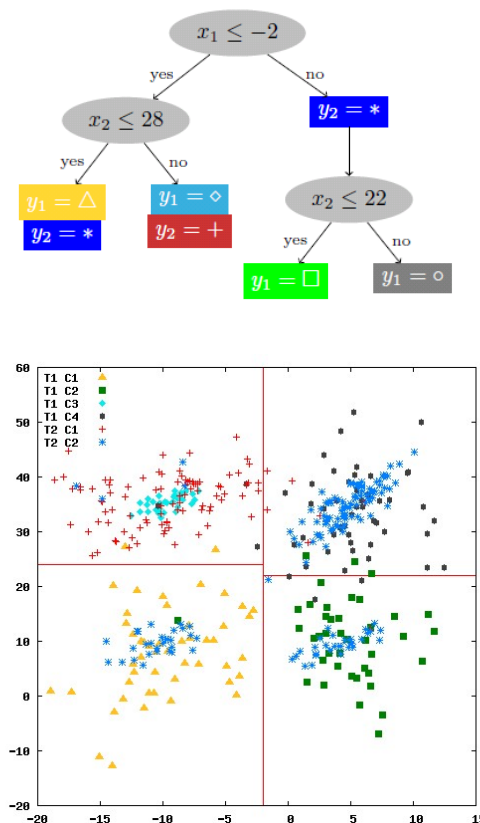 x₁ ≤ −2
yes
no
x₂ ≤ 28
y₂ = *
yes
no
x₂ ≤ 22
y₁ = △
y₁ = ⋄
y₂ = *
y₂ = +
yes
no
y₁ = □
y₁ = ∘
60
T1 C1
T1 C2
50
T1 C3
T1 C4
T2 C1
T2 C2
40
30
20
10
0
-10
-20
-20 -15 -10 -5 0 5 10 15